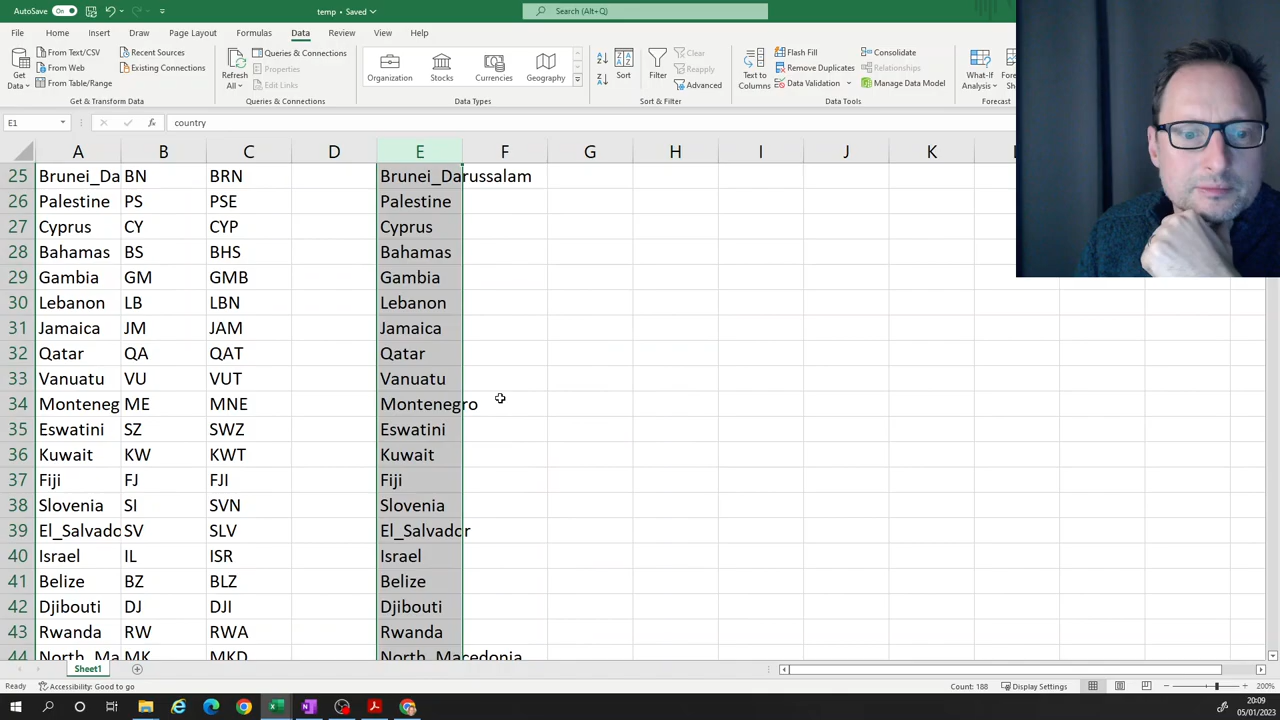 AutoSave On temp • Saved Search (Alt+Q)
File Home Insert Draw Page Layout Formulas Data Review View Help
Get Data From Text/CSV From Web From Table/Range Recent Sources Existing Connections
Get & Transform Data
Refresh All Queries & Connections Properties Edit Links
Queries & Connections
Organization Stocks Currencies Geography
Data Types
Sort Filter Clear Reapply Advanced
Sort & Filter
Text to Columns Flash Fill Remove Duplicates Data Validation Consolidate Relationships Manage Data Model
Data Tools
What-If Analysis
Forecast
E1 fx country
A B C D E F G H I J K
25 Brunei_Da BN BRN Brunei_Darussalam
26 Palestine PS PSE Palestine
27 Cyprus CY CYP Cyprus
28 Bahamas BS BHS Bahamas
29 Gambia GM GMB Gambia
30 Lebanon LB LBN Lebanon
31 Jamaica JM JAM Jamaica
32 Qatar QA QAT Qatar
33 Vanuatu VU VUT Vanuatu
34 Monteneg ME MNE Montenegro
35 Eswatini SZ SWZ Eswatini
36 Kuwait KW KWT Kuwait
37 Fiji FJ FJI Fiji
38 Slovenia SI SVN Slovenia
39 El_Salvado SV SLV El_Salvador
40 Israel IL ISR Israel
41 Belize BZ BLZ Belize
42 Djibouti DJ DJI Djibouti
43 Rwanda RW RWA Rwanda
44 North_Ma MK MKD North_Macedonia
Sheet1
Ready Accessibility: Good to go Count: 188 Display Settings 200%
20:09
05/01/2023